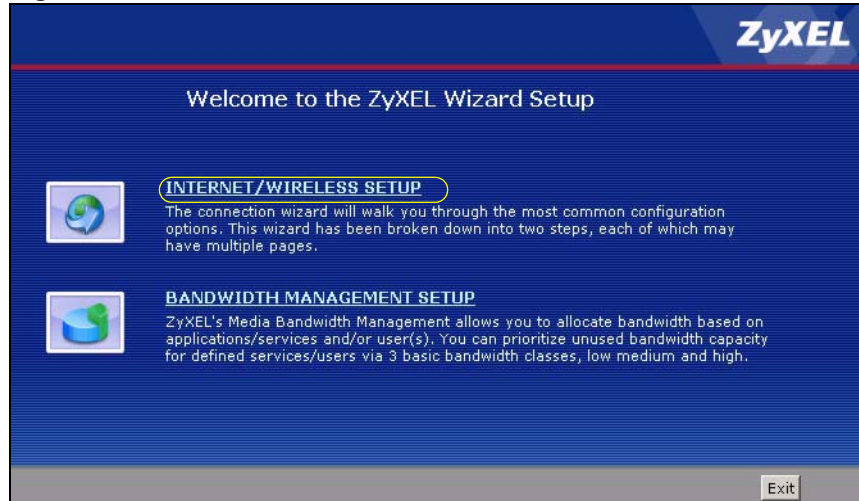 ZyXEL
Welcome to the ZyXEL Wizard Setup
INTERNET/WIRELESS SETUP
The connection wizard will walk you through the most common configuration
options. This wizard has been broken down into two steps, each of which may
have multiple pages.
BANDWIDTH MANAGEMENT SETUP
ZyXEL's Media Bandwidth Management allows you to allocate bandwidth based on
applications/services and/or user(s). You can prioritize unused bandwidth capacity
for defined services/users via 3 basic bandwidth classes, low medium and high.
Exit